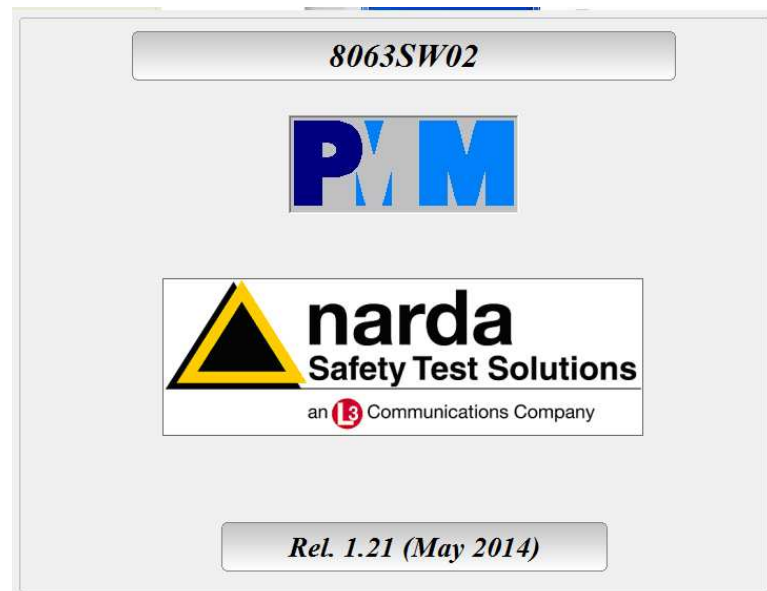 8063SW02
PMM
narda
Safety Test Solutions
an L3 Communications Company
Rel. 1.21 (May 2014)